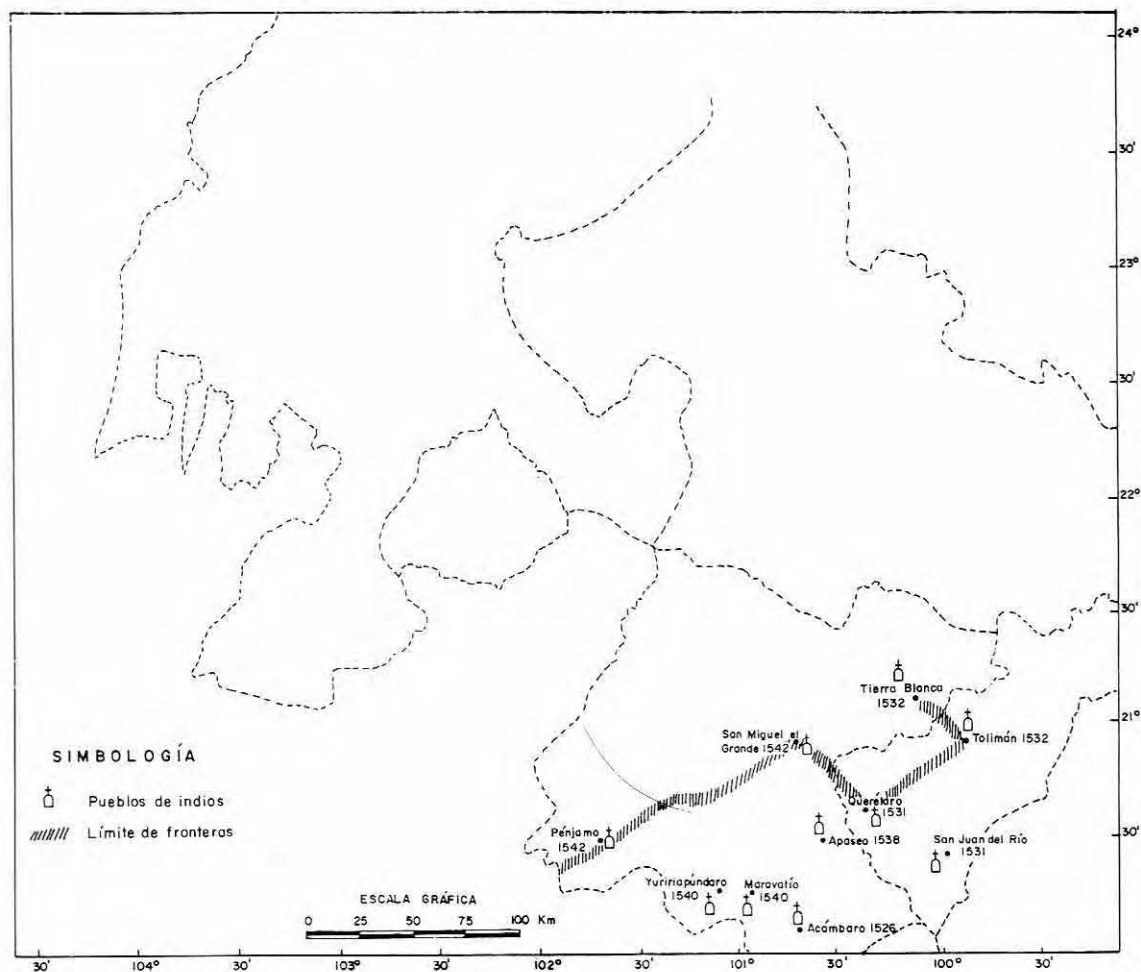 24°
30'
23°
30'
22°
30'
21°
30'
Tierra Blanca
1532
San Miguel el
Grande 1542
Tolimán 1532
Querétaro
1531
Pénjamo
1542
Apaseo 1538
San Juan del Río
1531
Yuririapúndaro
1540
Maravatío
1540
Acámbaro 1526
SIMBOLOGÍA
Pueblos de indios
Límite de fronteras
ESCALA GRÁFICA
0 25 50 75 100 Km
30' 104° 30' 103° 30' 102° 30' 101° 30' 100° 30'